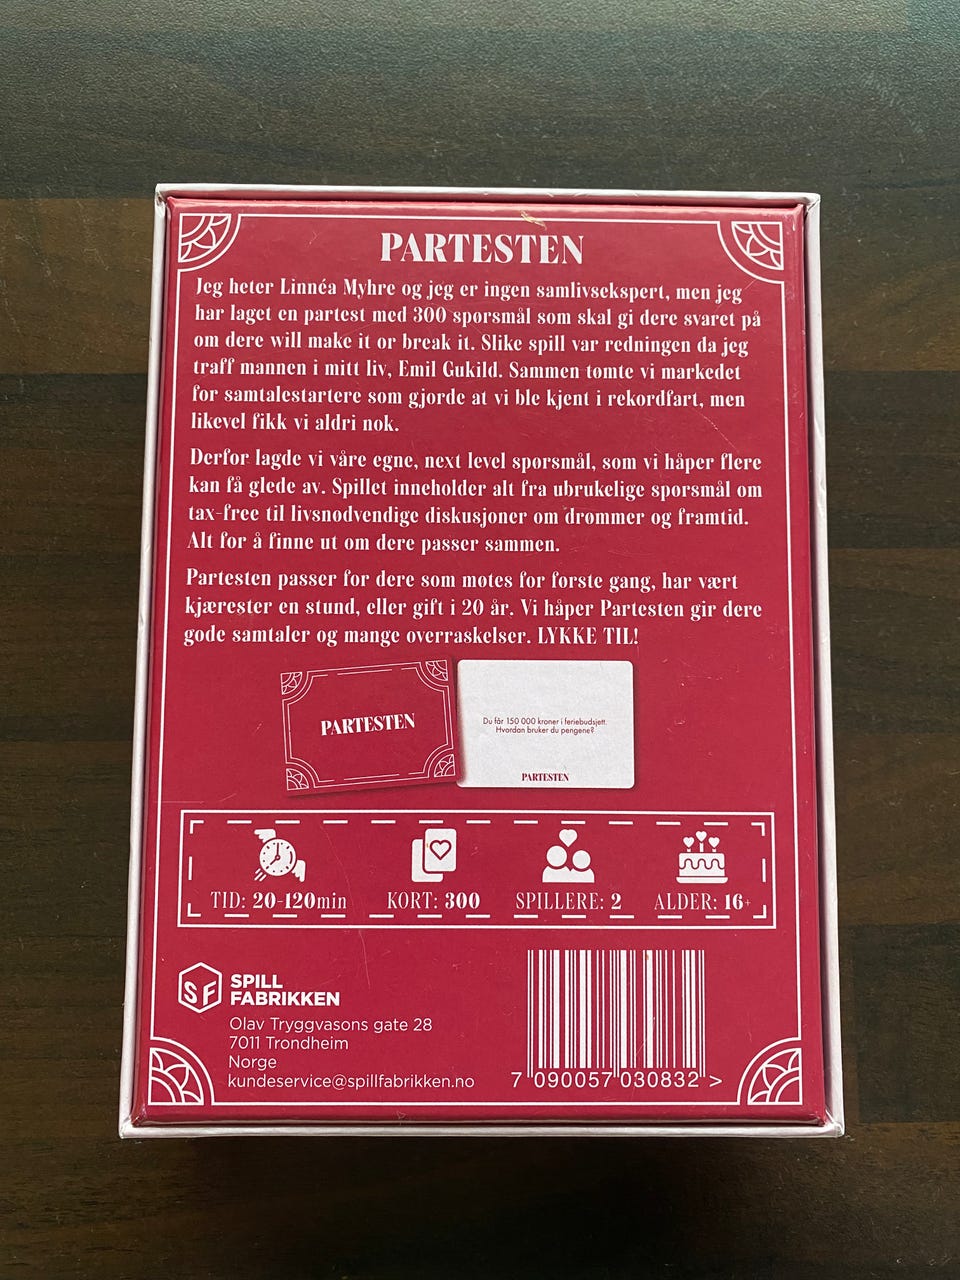 PARTESTEN
Jeg heter Linnéa Myhre og jeg er ingen samlivsekspert, men jeg
har laget en partest med 300 spørsmål som skal gi dere svaret på
om dere will make it or break it. Slike spill var redningen da jeg
traff mannen i mitt liv, Emil Gukild. Sammen tømte vi markedet
for samtalestartere som gjorde at vi ble kjent i rekordfart, men
likevel fikk vi aldri nok.
Derfor lagde vi våre egne, next level spørsmål, som vi håper flere
kan få glede av. Spillet inneholder alt fra ubrukelige spørsmål om
tax-free til livsnødvendige diskusjoner om drømmer og framtid.
Alt for å finne ut om dere passer sammen.
Partesten passer for dere som møtes for første gang, har vært
kjærester en stund, eller gift i 20 år. Vi håper Partesten gir dere
gode samtaler og mange overraskelser. LYKKE TIL!
PARTESTEN
Du får 150 000 kroner i feriebudsjett.
Hvordan bruker du pengene?
PARTESTEN
TID: 20-120min KORT: 300 SPILLERE: 2 ALDER: 16+
SF SPILL
FABRIKKEN
Olav Tryggvasons gate 28
7011 Trondheim
Norge
kundeservice@spillfabrikken.no
7 090057 030832 >